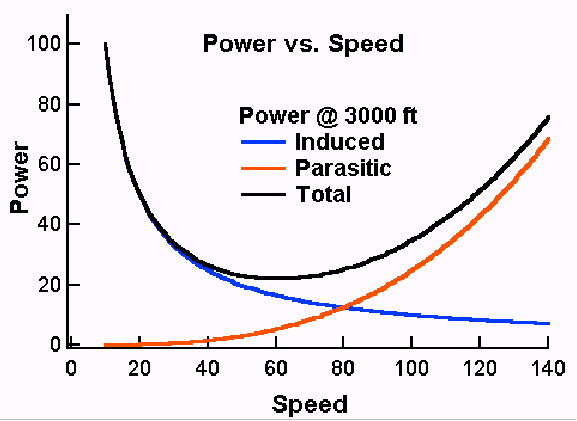 Power vs. Speed
Power @ 3000 ft
Induced
Parasitic
Total
Power
100
80
60
40
20
0
0 20 40 60 80 100 120 140
Speed